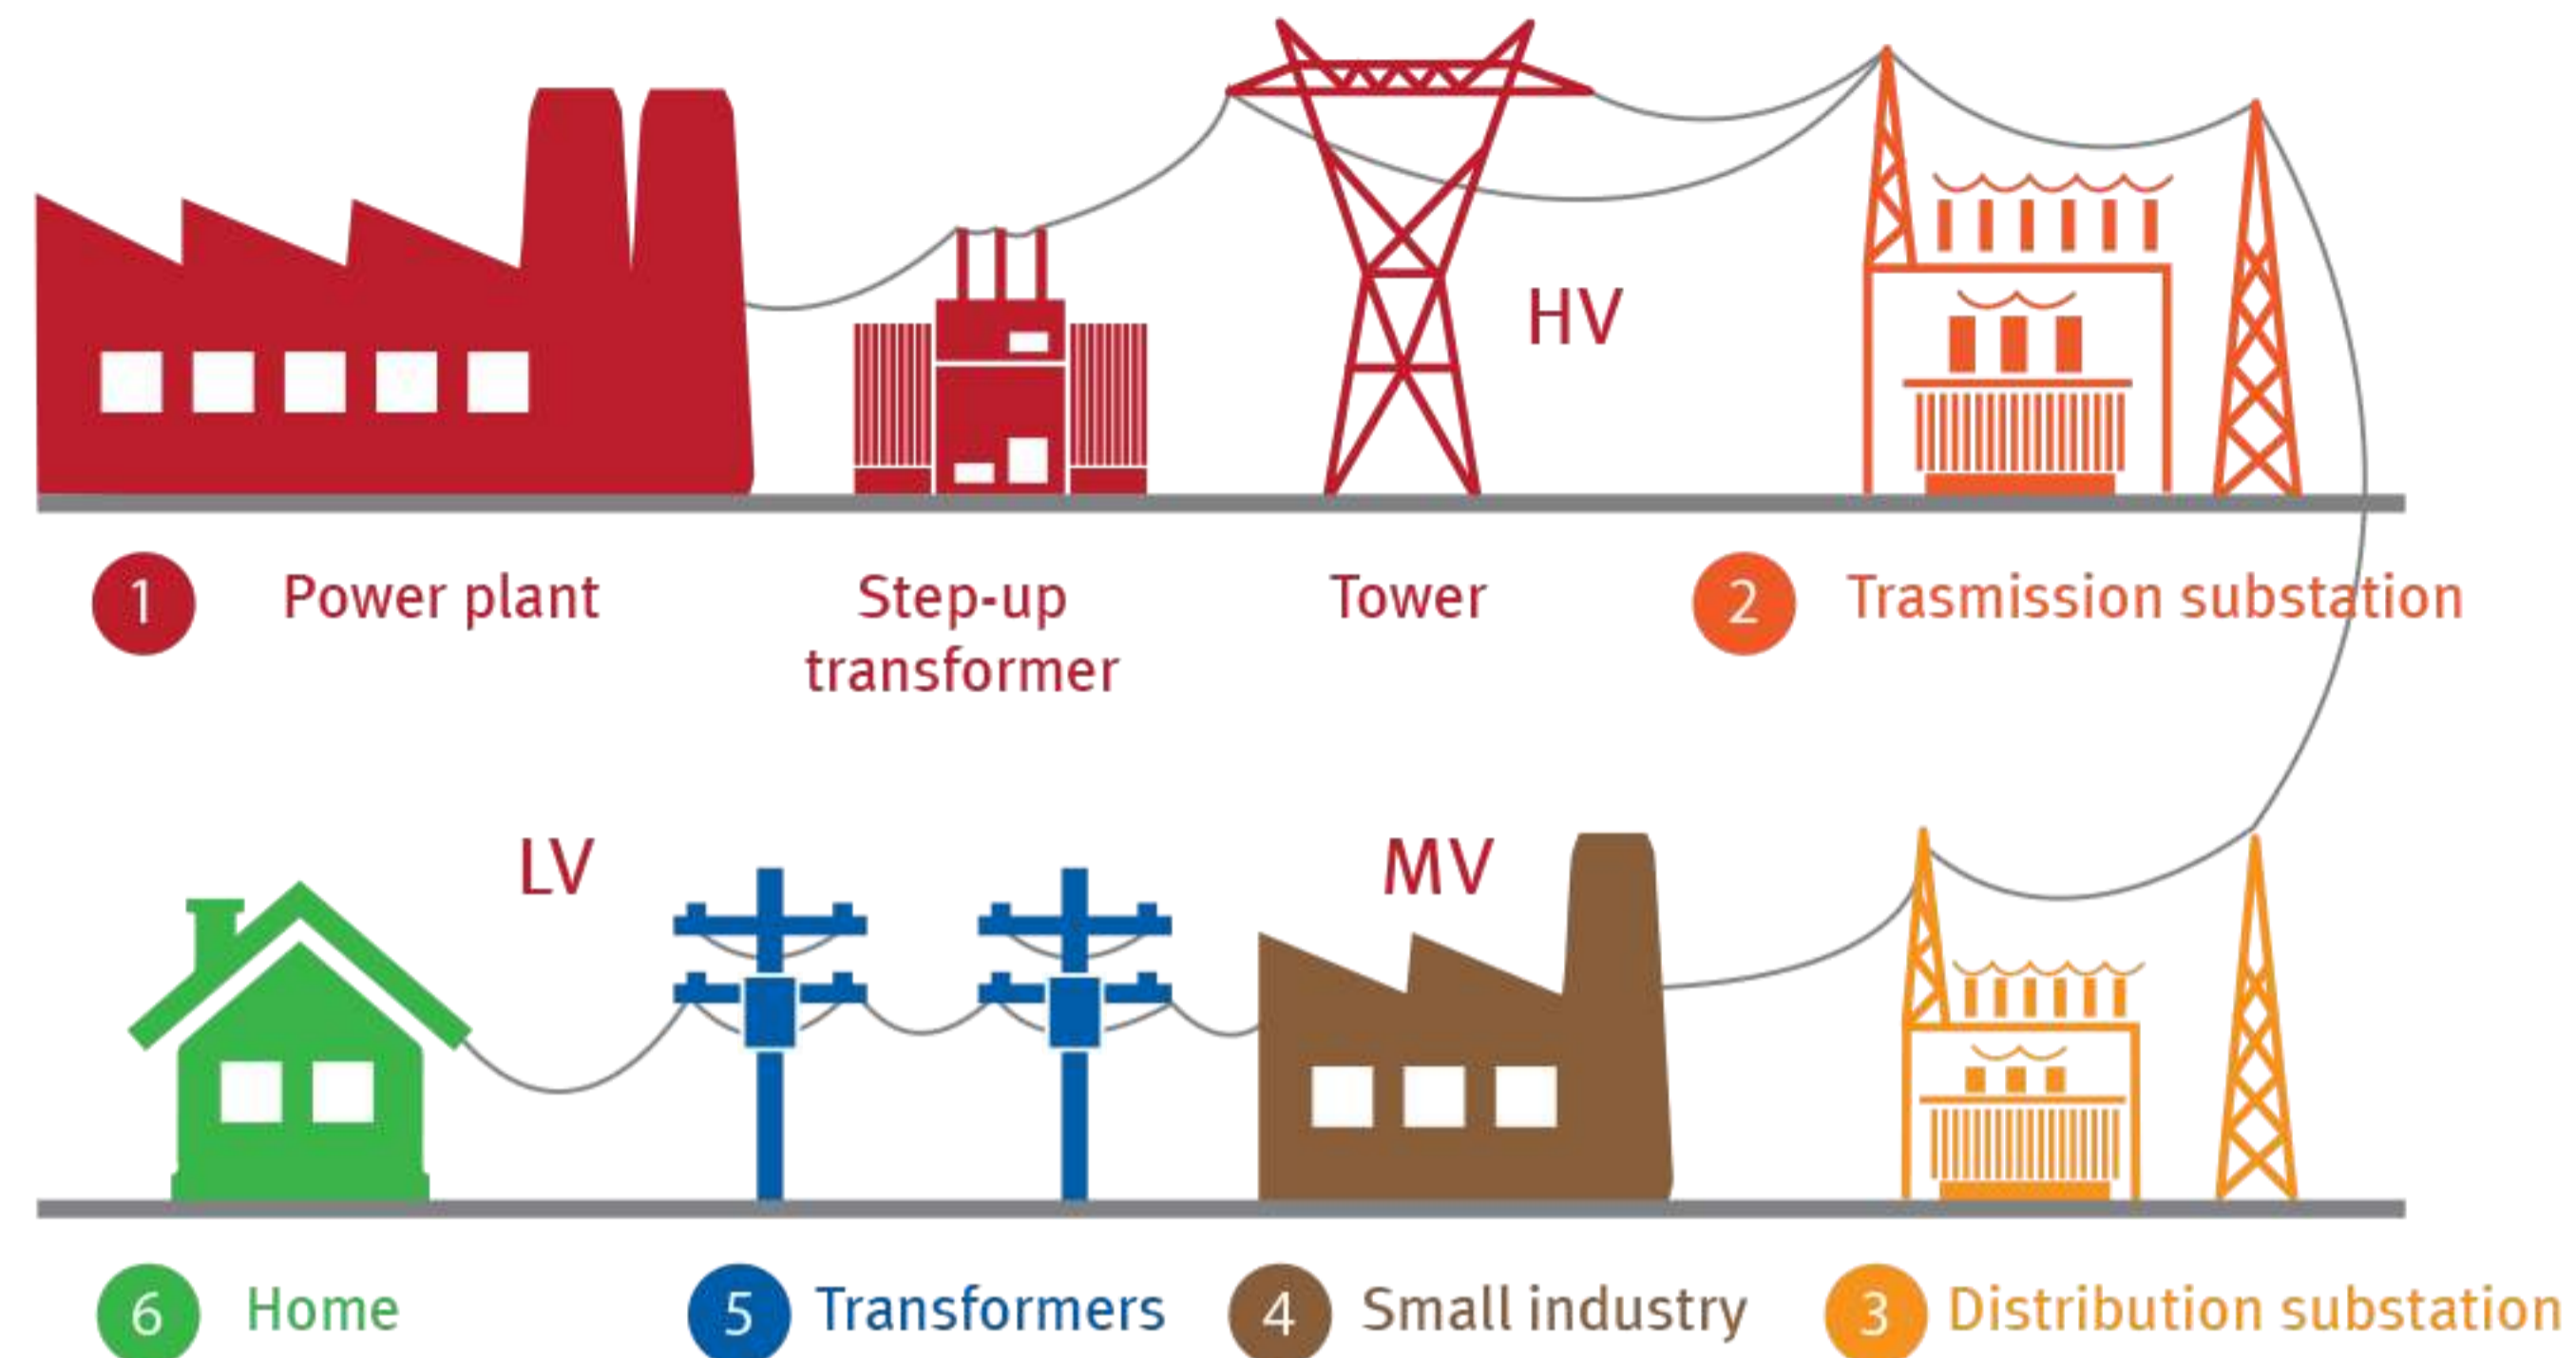 HV
1 Power plant
Step-up
transformer
Tower
2 Trasmission substation
LV
MV
6 Home
5 Transformers
4 Small industry
3 Distribution substation